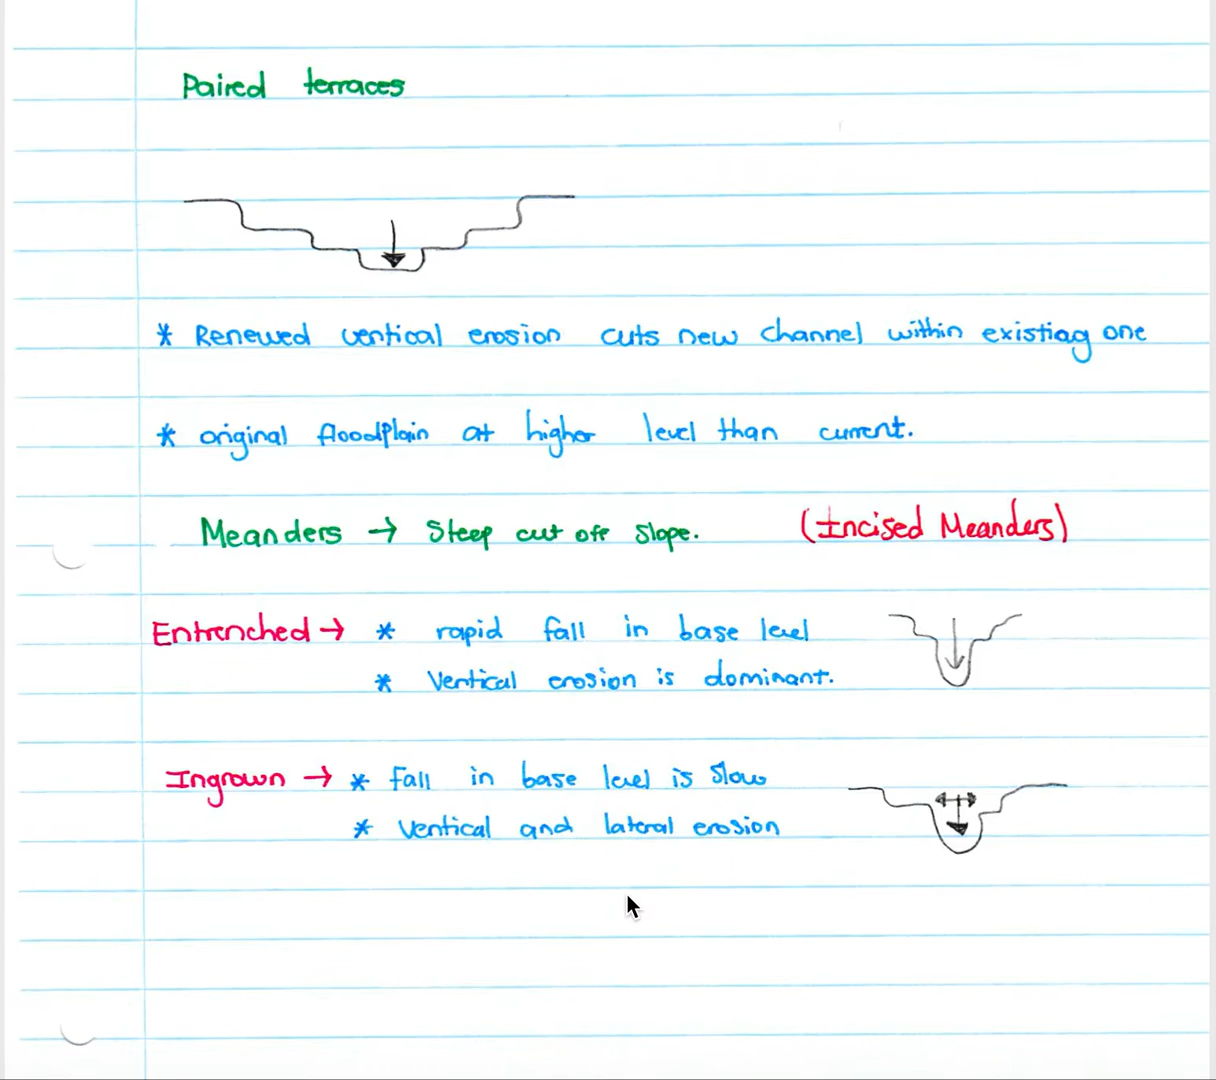 Paired terraces
* Renewed vertical erosion cuts new channel within existing one
* original floodplain at higher level than current.
Meanders → Steep cut off slope. (Incised Meanders)
Entrenched → * rapid fall in base level
* Vertical erosion is dominant.
Ingrown → * fall in base level is slow
* Vertical and lateral erosion